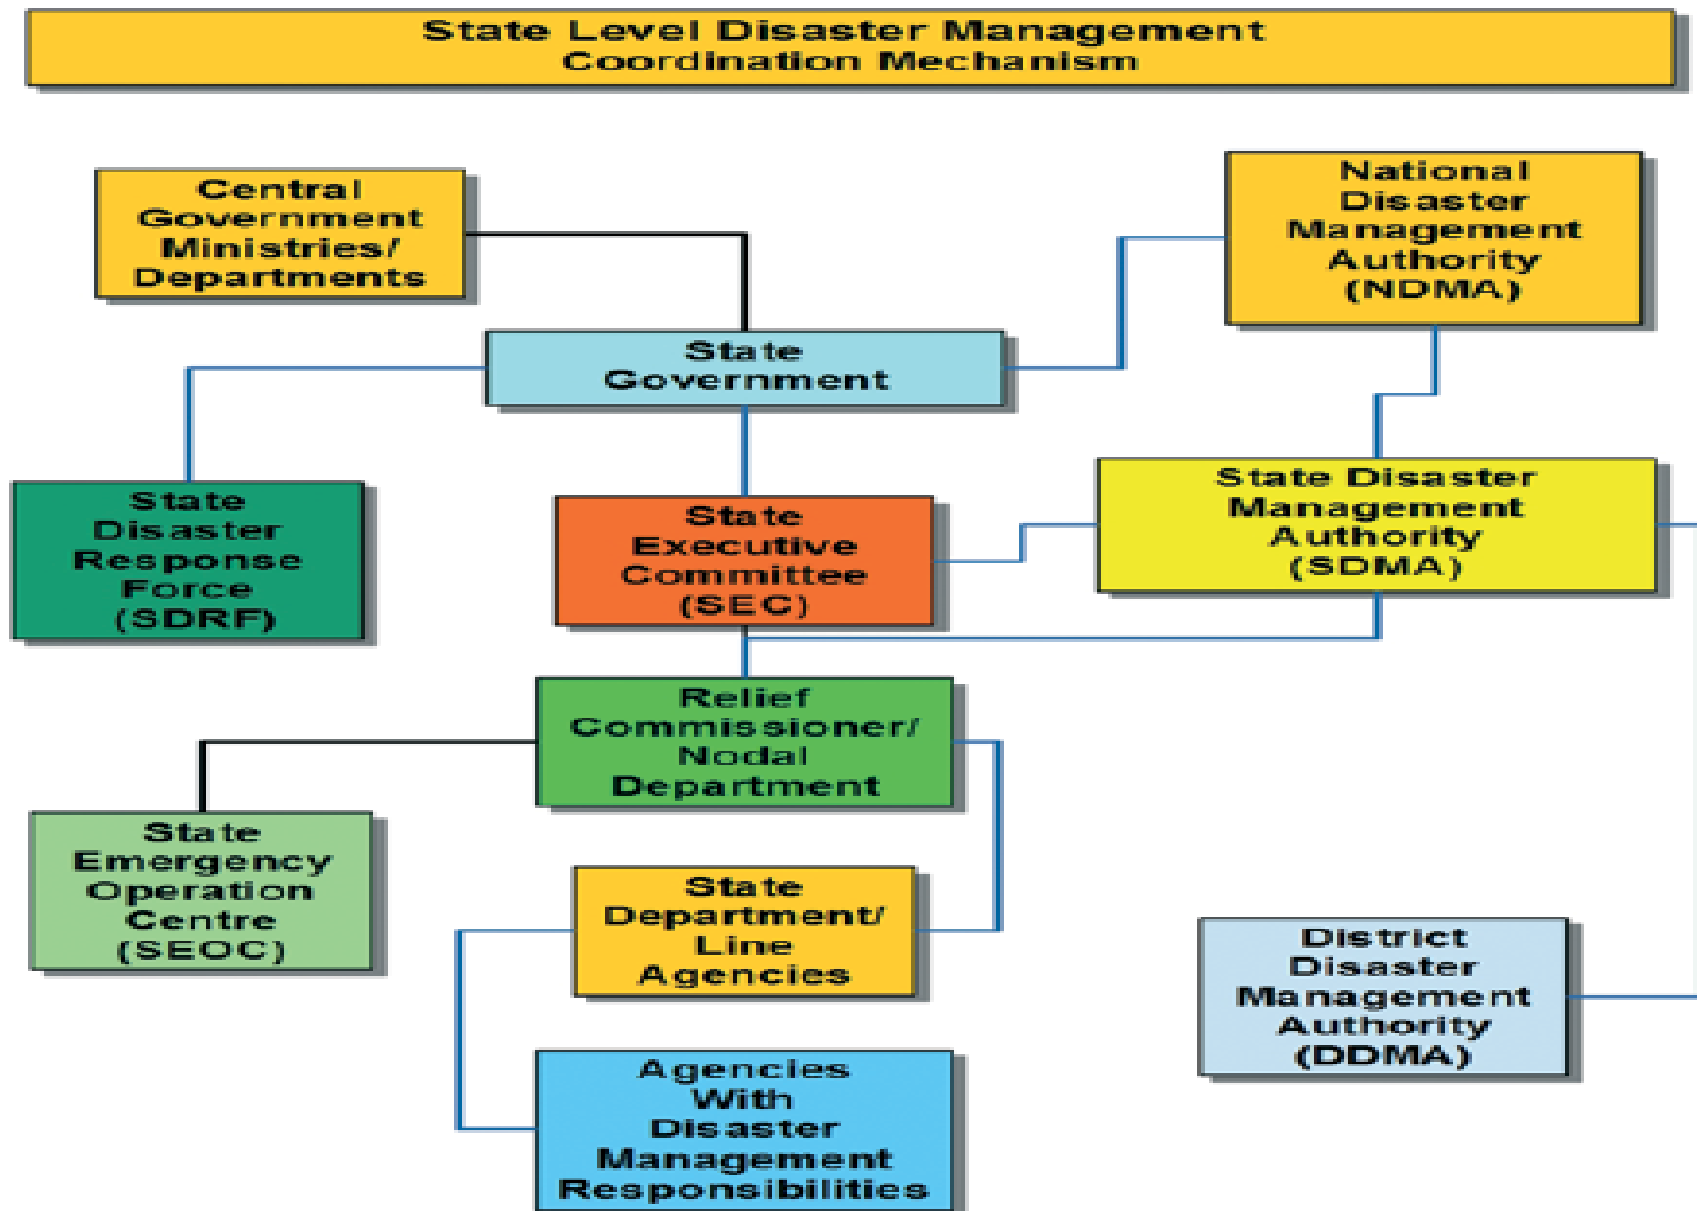 State Level Disaster Management
Coordination Mechanism
Central
Government
Ministries/
Departments
National
Disaster
Management
Authority
(NDMA)
State
Government
State
Disaster
Response
Force
(SDRF)
State
Executive
Committee
(SEC)
State Disaster
Management
Authority
(SDMA)
Relief
Commissioner/
Nodal
Department
State
Emergency
Operation
Centre
(SEOC)
State
Department/
Line
Agencies
District
Disaster
Management
Authority
(DDMA)
Agencies
With
Disaster
Management
Responsibilities